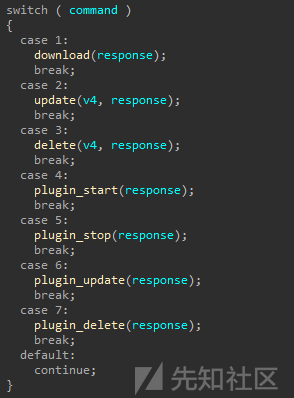 switch ( command )
{
  case 1:
    download(response);
    break;
  case 2:
    update(v4, response);
    break;
  case 3:
    delete(v4, response);
    break;
  case 4:
    plugin_start(response);
    break;
  case 5:
    plugin_stop(response);
    break;
  case 6:
    plugin_update(response);
    break;
  case 7:
    plugin_delete(response);
    break;
  default:
    continue;
}
先知社区